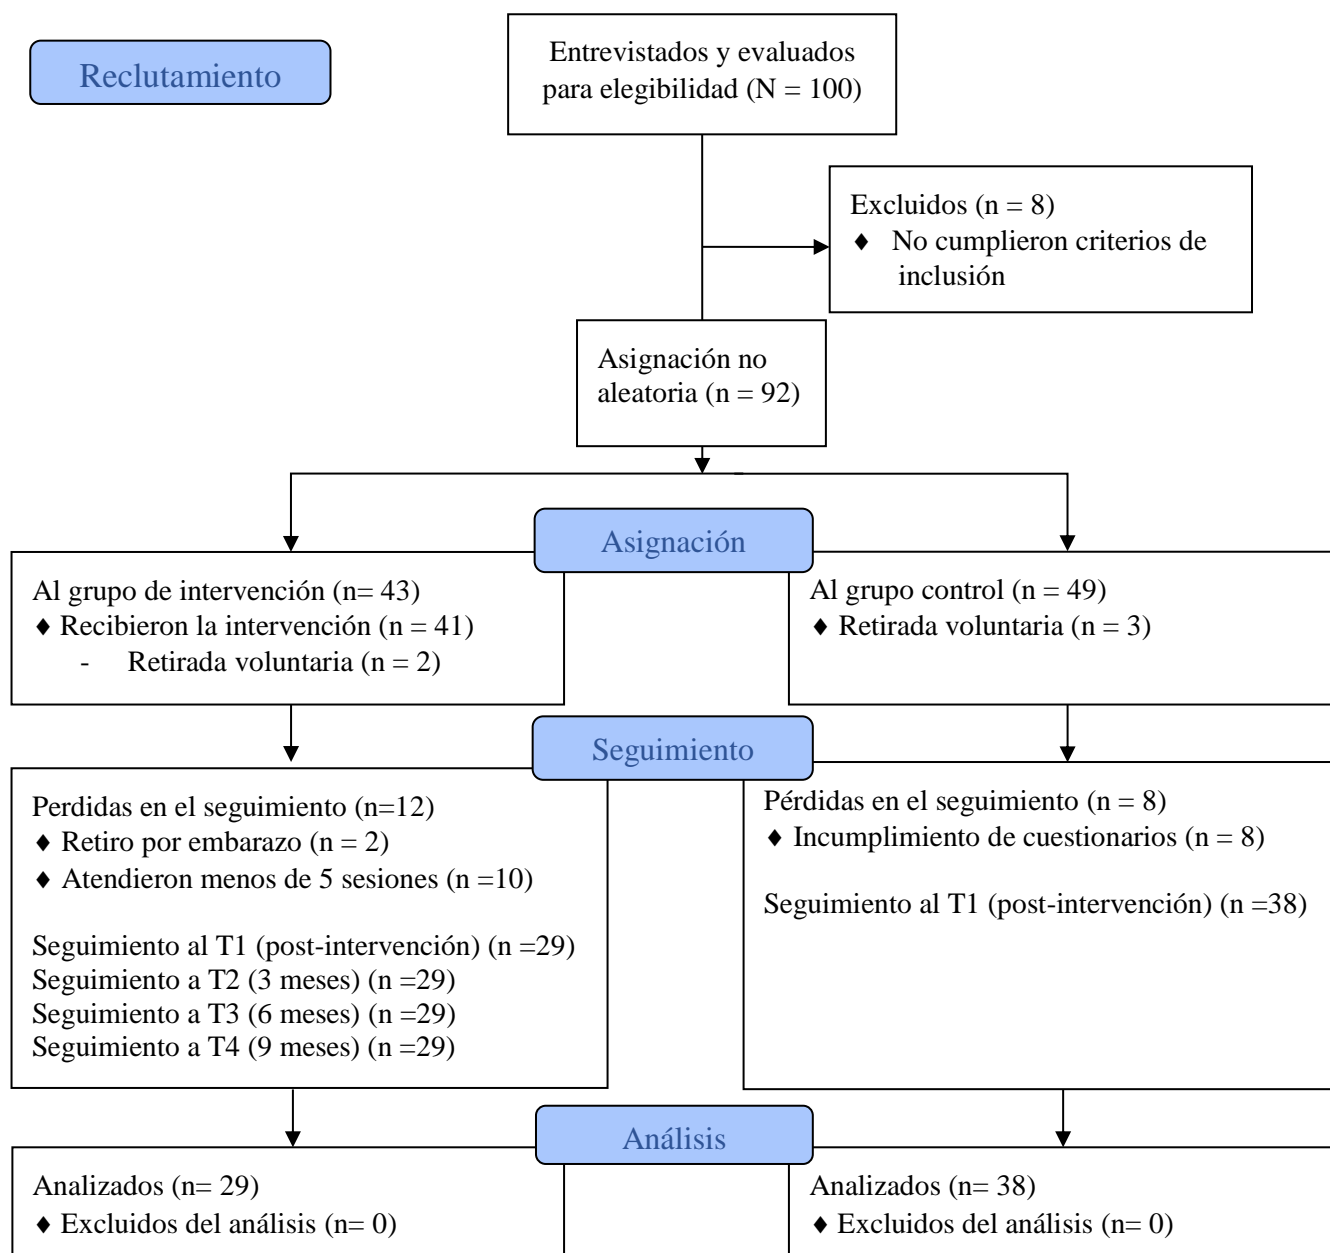 Reclutamiento
Entrevistados y evaluados
para elegibilidad (N = 100)
Excluidos (n = 8)
♦ No cumplieron criterios de
inclusión
Asignación no
aleatoria (n = 92)
Asignación
Al grupo de intervención (n= 43)
♦ Recibieron la intervención (n = 41)
- Retirada voluntaria (n = 2)
Al grupo control (n = 49)
♦ Retirada voluntaria (n = 3)
Seguimiento
Perdidas en el seguimiento (n=12)
♦ Retiro por embarazo (n = 2)
♦ Atendieron menos de 5 sesiones (n =10)
Seguimiento al T1 (post-intervención) (n =29)
Seguimiento a T2 (3 meses) (n =29)
Seguimiento a T3 (6 meses) (n =29)
Seguimiento a T4 (9 meses) (n =29)
Pérdidas en el seguimiento (n = 8)
♦ Incumplimiento de cuestionarios (n = 8)
Seguimiento al T1 (post-intervención) (n =38)
Análisis
Analizados (n= 29)
♦ Excluidos del análisis (n= 0)
Analizados (n= 38)
♦ Excluidos del análisis (n= 0)